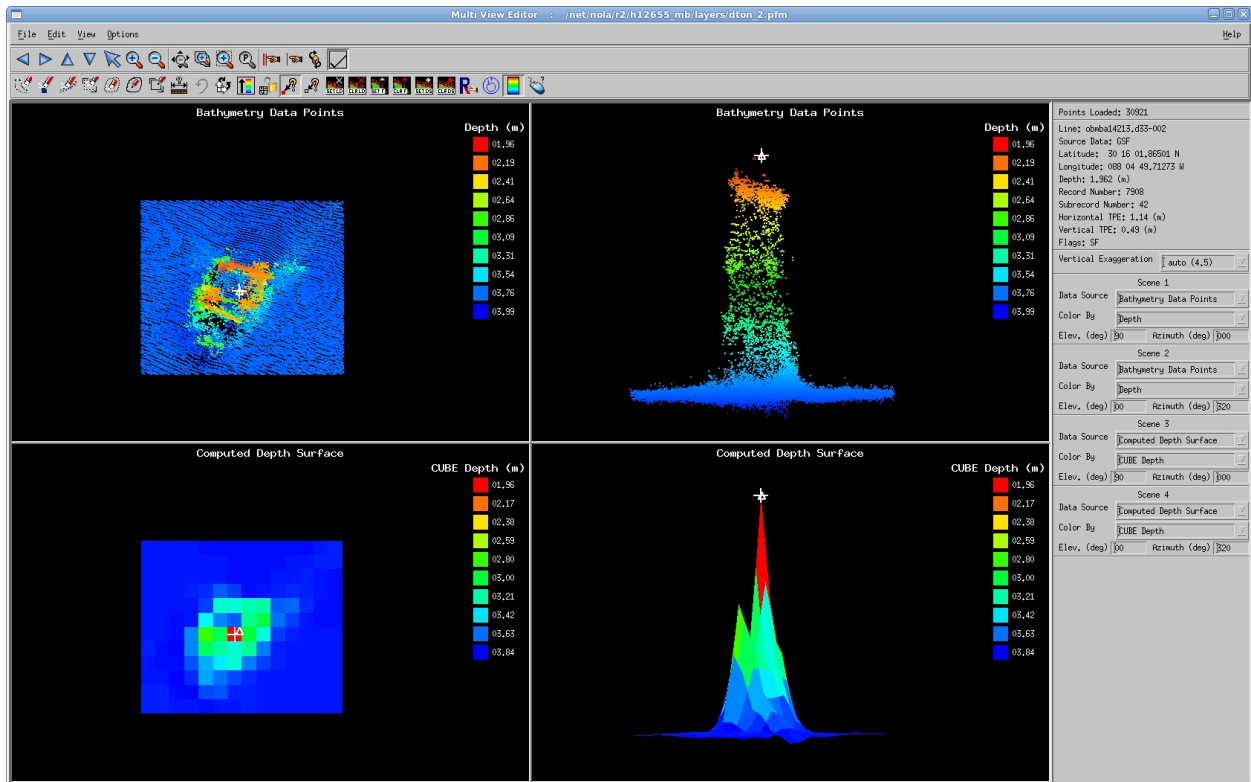 Multi View Editor : /net/nola/r2/h12655_mb/layers/dton_2.pfm
File Edit View Options Help
Bathymetry Data Points
Depth (m)
01.96
02.19
02.41
02.64
02.86
03.09
03.31
03.54
03.76
03.99
Bathymetry Data Points
Depth (m)
01.96
02.19
02.41
02.64
02.86
03.09
03.31
03.54
03.76
03.99
Computed Depth Surface
CUBE Depth (m)
01.96
02.17
02.38
02.59
02.80
03.00
03.21
03.42
03.63
03.84
Computed Depth Surface
CUBE Depth (m)
01.96
02.17
02.38
02.59
02.80
03.00
03.21
03.42
03.63
03.84
Points Loaded: 30921
Line: obmba14213.d33-002
Source Data: GSF
Latitude: 30 16 01.86501 N
Longitude: 088 04 49.71273 W
Depth: 1.962 (m)
Record Number: 7908
Subrecord Number: 42
Horizontal TPE: 1.14 (m)
Vertical TPE: 0.49 (m)
Flags: SF
Vertical Exaggeration auto (4.5)
Scene 1
Data Source Bathymetry Data Points
Color By Depth
Elev. (deg) 90 Azimuth (deg) 000
Scene 2
Data Source Bathymetry Data Points
Color By Depth
Elev. (deg) 00 Azimuth (deg) 320
Scene 3
Data Source Computed Depth Surface
Color By CUBE Depth
Elev. (deg) 90 Azimuth (deg) 000
Scene 4
Data Source Computed Depth Surface
Color By CUBE Depth
Elev. (deg) 00 Azimuth (deg) 320